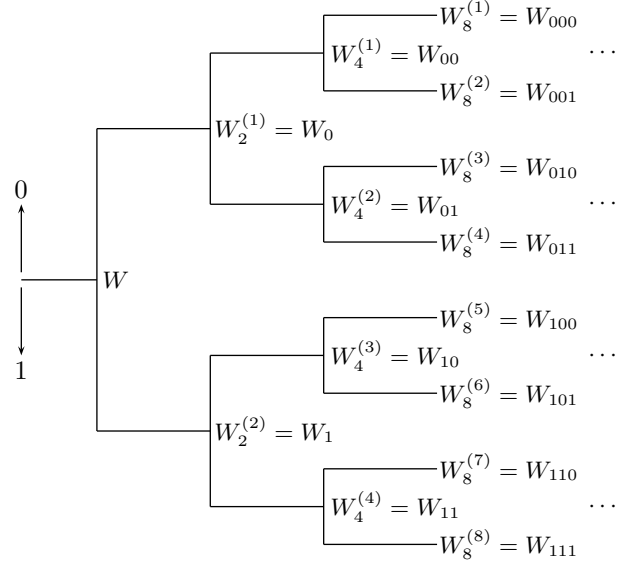 W_8^{(1)} = W_{000}
W_4^{(1)} = W_{00} ···
W_8^{(2)} = W_{001}
W_2^{(1)} = W_0
W_8^{(3)} = W_{010}
0
W_4^{(2)} = W_{01} ···
W_8^{(4)} = W_{011}
W
W_8^{(5)} = W_{100}
1
W_4^{(3)} = W_{10} ···
W_8^{(6)} = W_{101}
W_2^{(2)} = W_1
W_8^{(7)} = W_{110}
W_4^{(4)} = W_{11} ···
W_8^{(8)} = W_{111}